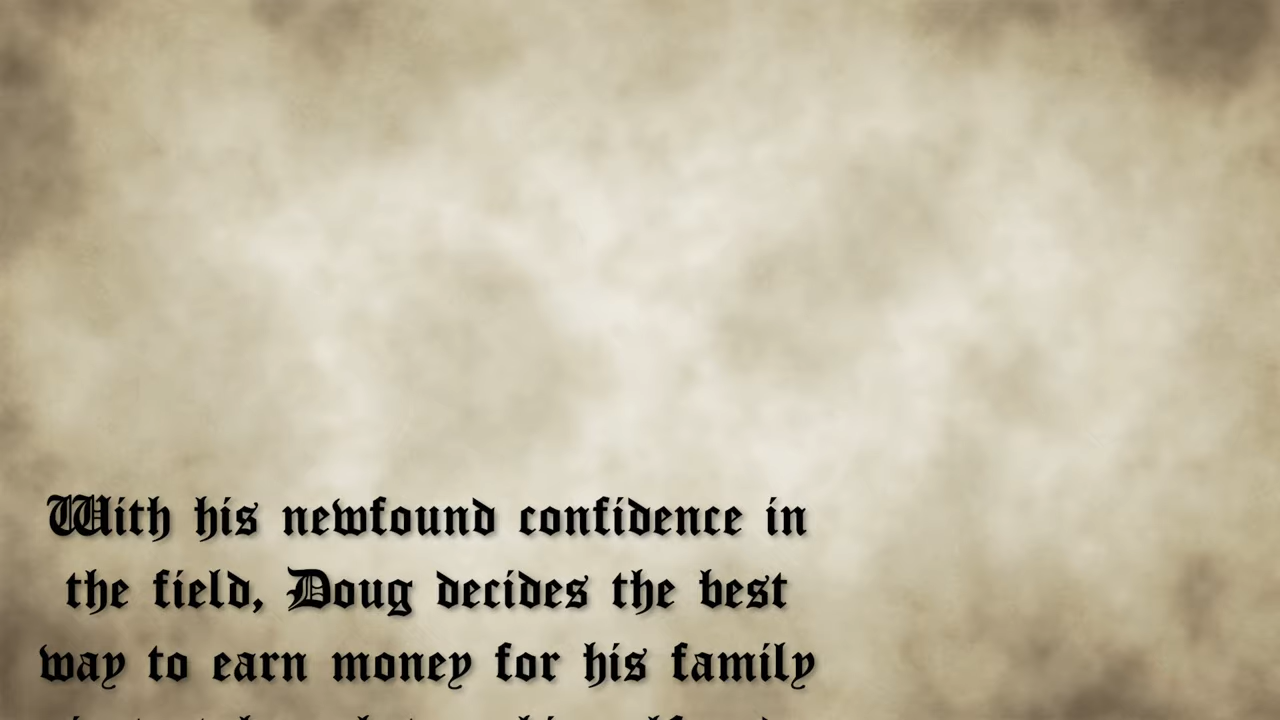 With his newfound confidence in
the field, Doug decides the best
way to earn money for his family